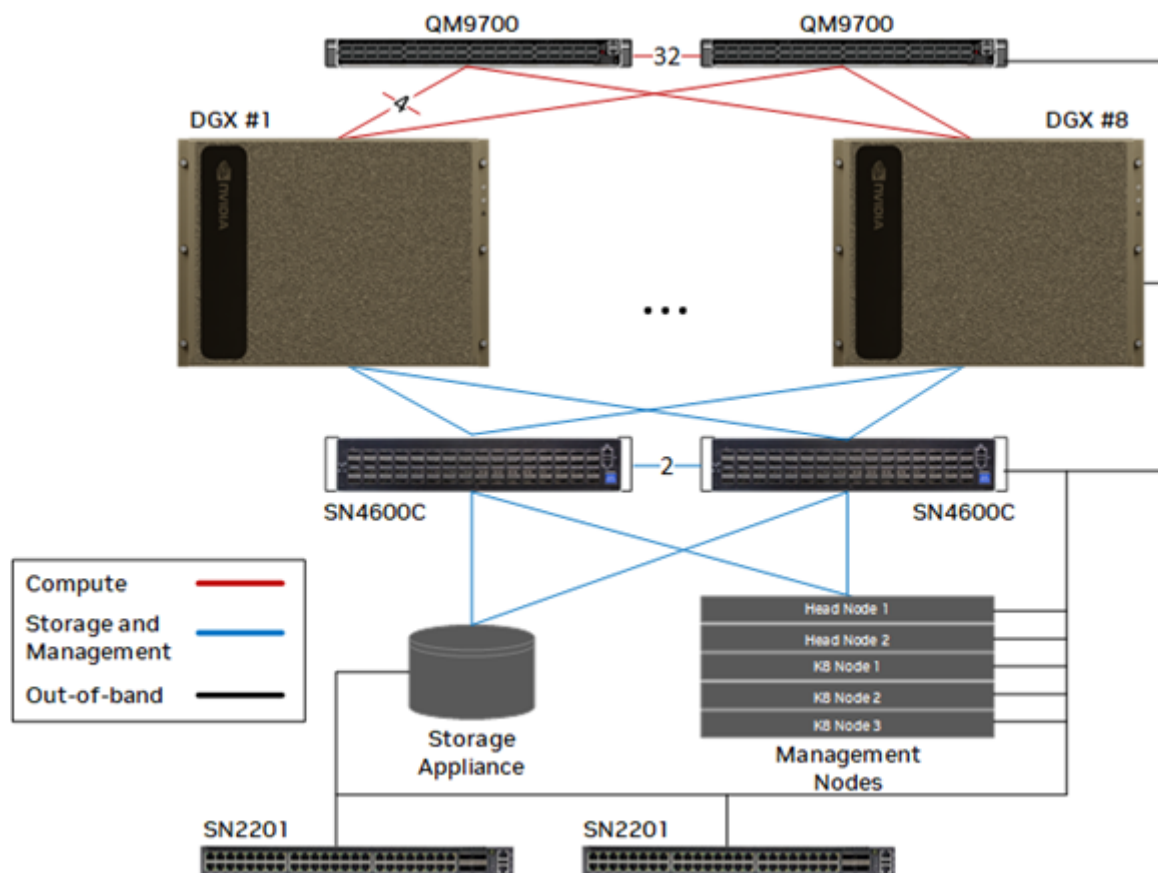 QM9700
QM9700
32
4
DGX #1
DGX #8
NVIDIA
NVIDIA
...
2
SN4600C
SN4600C
Compute
Storage and
Management
Out-of-band
Head Node 1
Head Node 2
K8 Node 1
K8 Node 2
K8 Node 3
Storage
Appliance
Management
Nodes
SN2201
SN2201